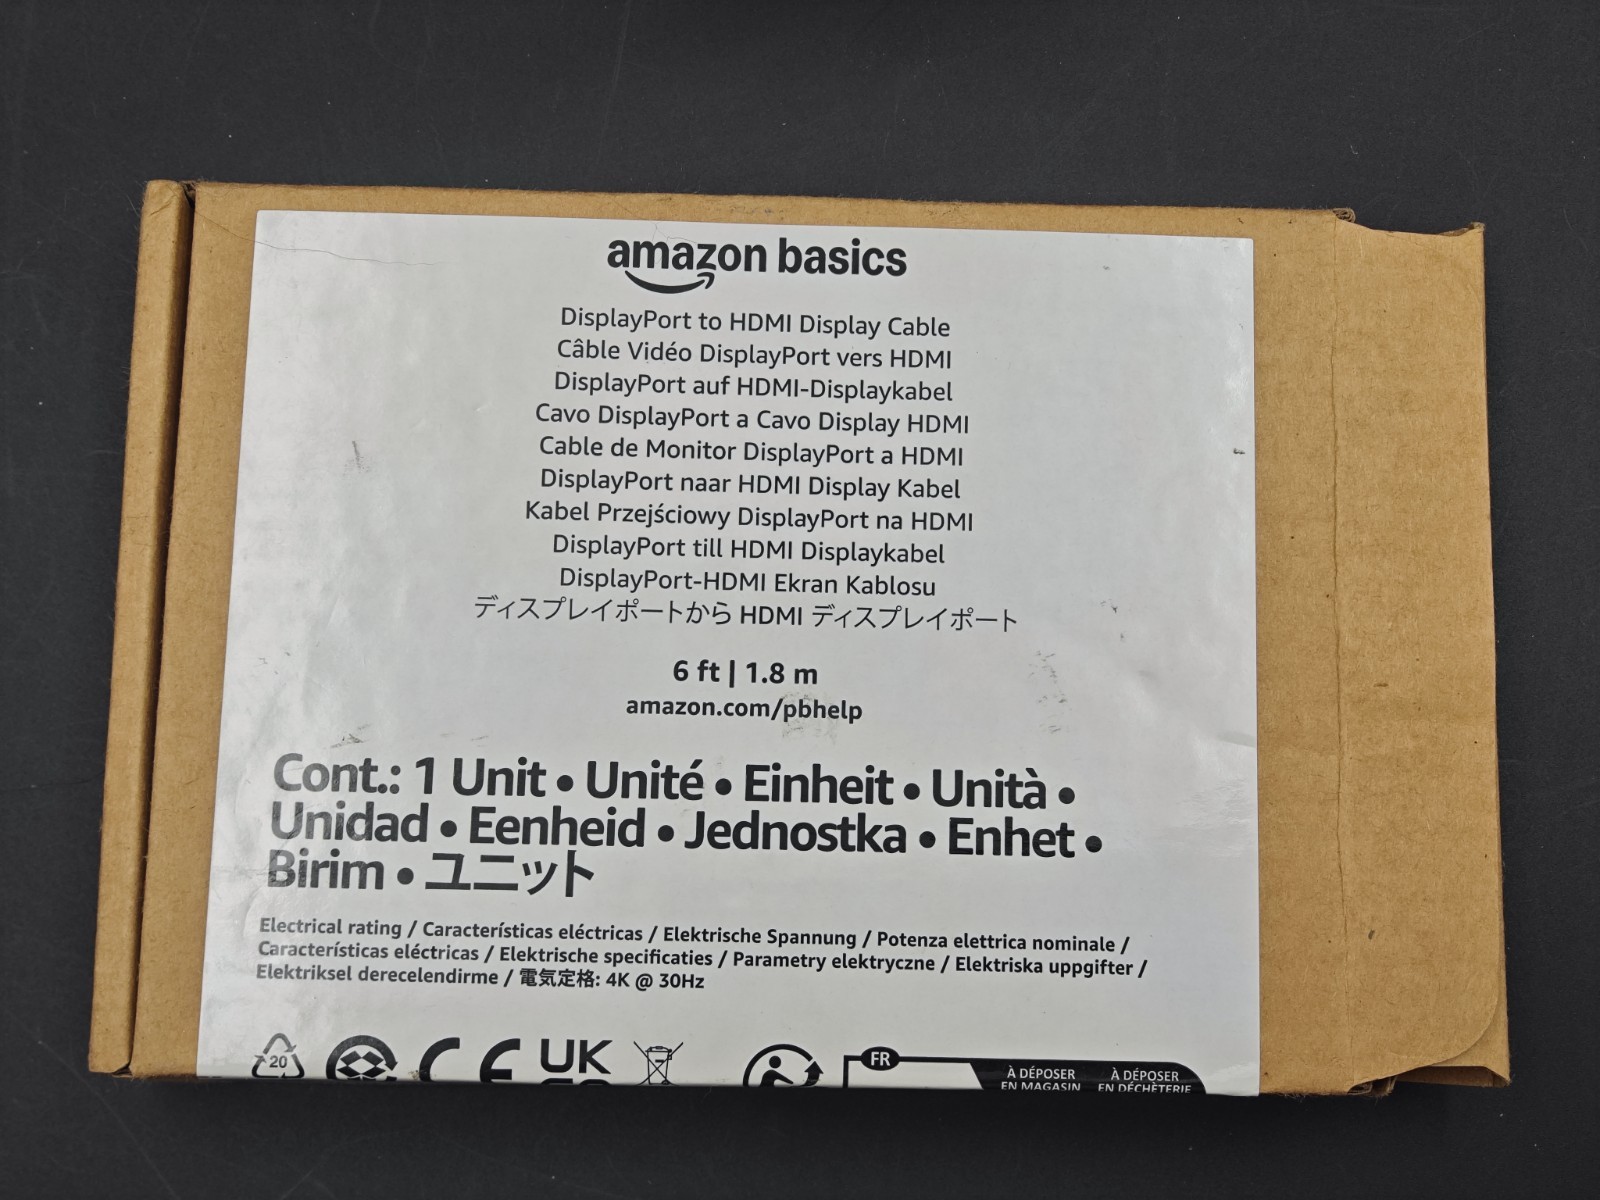 amazon basics
DisplayPort to HDMI Display Cable
Câble Vidéo DisplayPort vers HDMI
DisplayPort auf HDMI-Displaykabel
Cavo DisplayPort a Cavo Display HDMI
Cable de Monitor DisplayPort a HDMI
DisplayPort naar HDMI Display Kabel
Kabel Przejściowy DisplayPort na HDMI
DisplayPort till HDMI Displaykabel
DisplayPort-HDMI Ekran Kablosu
ディスプレイポートから HDMI ディスプレイポート
6 ft | 1.8 m
amazon.com/pbhelp
Cont.: 1 Unit • Unité • Einheit • Unità •
Unidad • Eenheid • Jednostka • Enhet •
Birim • ユニット
Electrical rating / Características eléctricas / Elektrische Spannung / Potenza elettrica nominale /
Características eléctricas / Elektrische specificaties / Parametry elektryczne / Elektriska uppgifter /
Elektriksel derecelendirme / 電気定格: 4K @ 30Hz
20
CE
UK
FR
À DÉPOSER
EN MAGASIN
À DÉPOSER
EN DÉCHÈTERIE